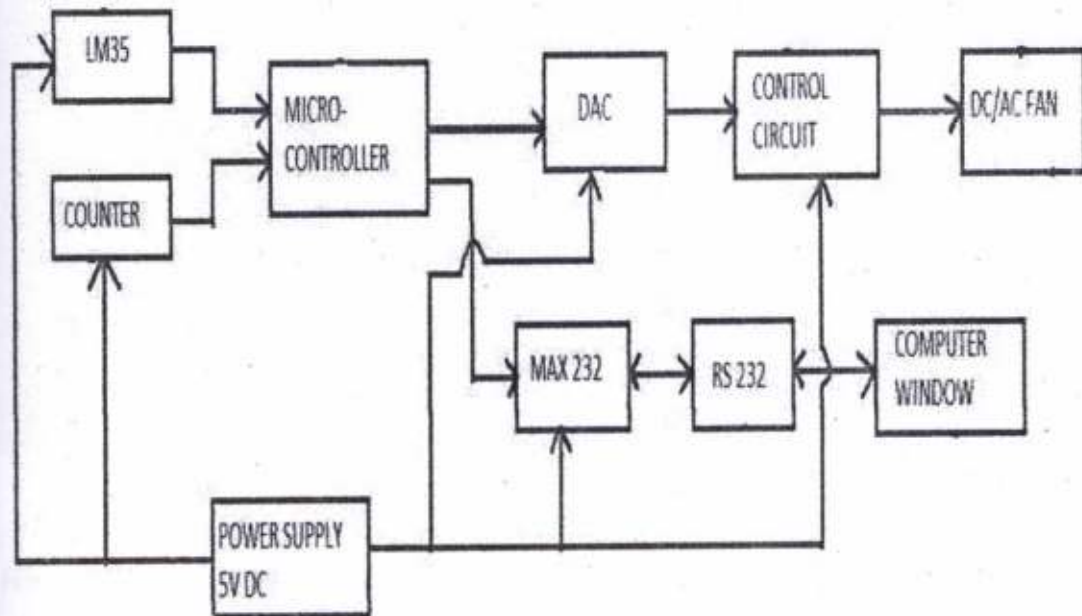 LM35
MICRO-
CONTROLLER
COUNTER
DAC
CONTROL
CIRCUIT
DC/AC FAN
MAX 232
RS 232
COMPUTER
WINDOW
POWER SUPPLY
5V DC